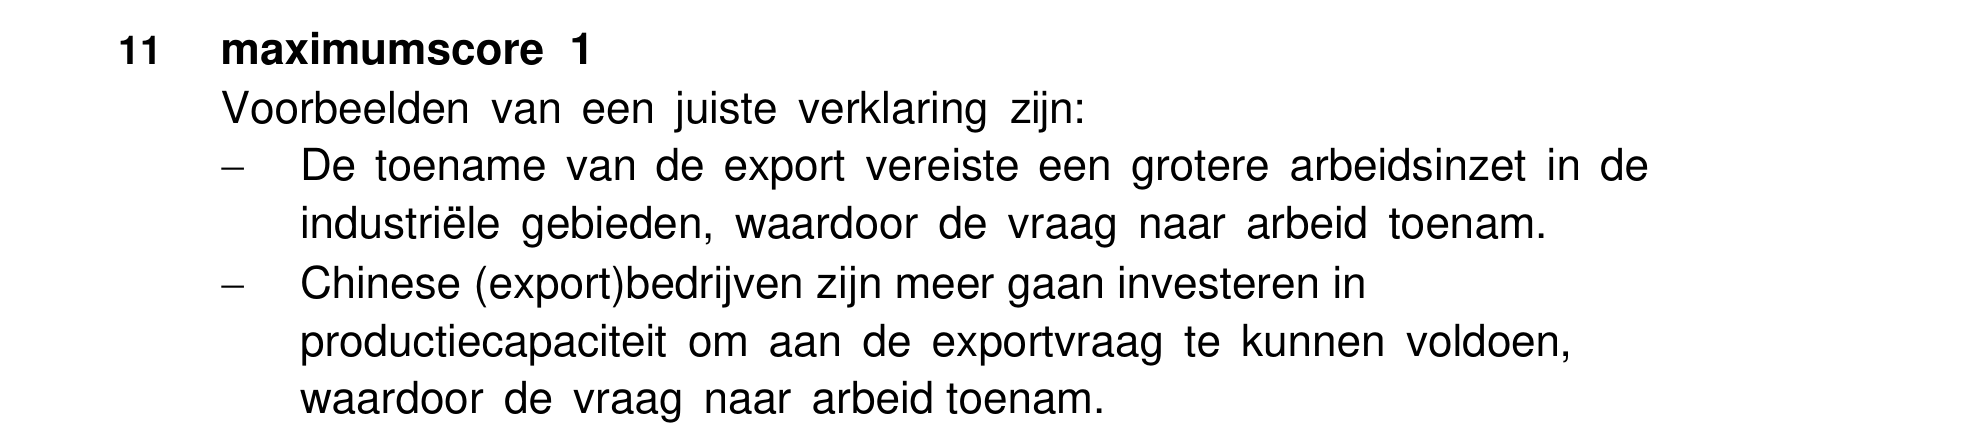 11 maximumscore 1
Voorbeelden van een juiste verklaring zijn:
− De toename van de export vereiste een grotere arbeidsinzet in de
industriële gebieden, waardoor de vraag naar arbeid toenam.
− Chinese (export)bedrijven zijn meer gaan investeren in
productiecapaciteit om aan de exportvraag te kunnen voldoen,
waardoor de vraag naar arbeid toenam.